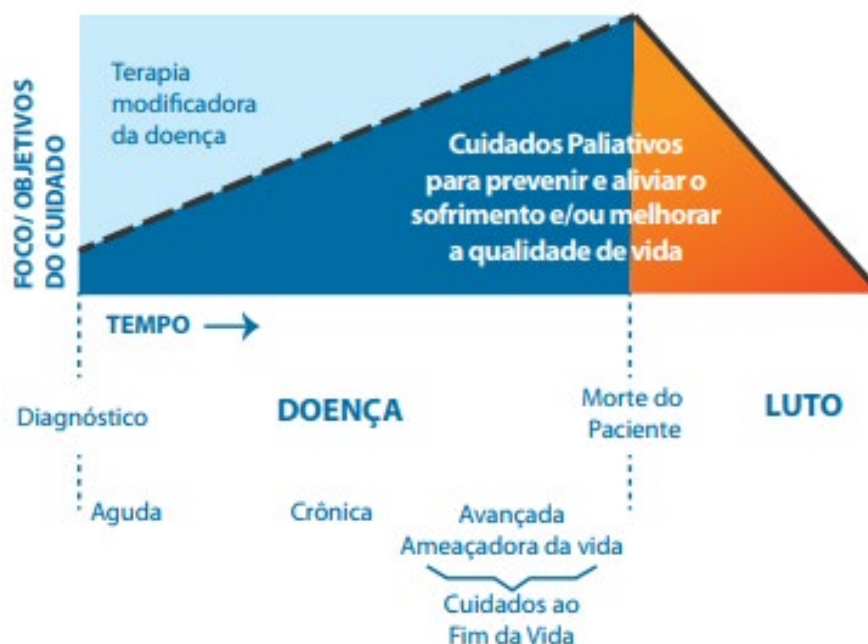 FOCO/ OBJETIVOS
DO CUIDADO
Terapia
modificadora
da doença
Cuidados Paliativos
para prevenir e aliviar o
sofrimento e/ou melhorar
a qualidade de vida
TEMPO
Diagnóstico
DOENÇA
Morte do
Paciente
LUTO
Aguda
Crônica
Avançada
Ameaçadora da vida
Cuidados ao
Fim da Vida